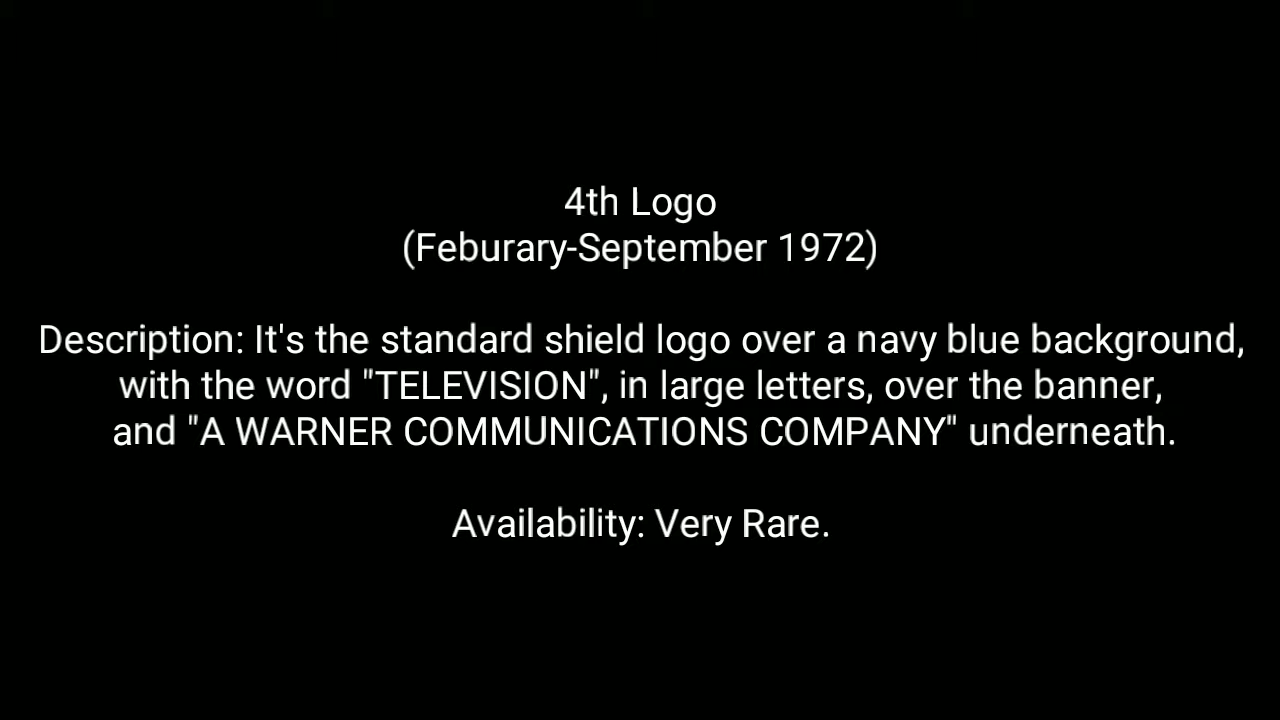 4th Logo
(Feburary-September 1972)
Description: It's the standard shield logo over a navy blue background,
with the word "TELEVISION", in large letters, over the banner,
and "A WARNER COMMUNICATIONS COMPANY" underneath.
Availability: Very Rare.